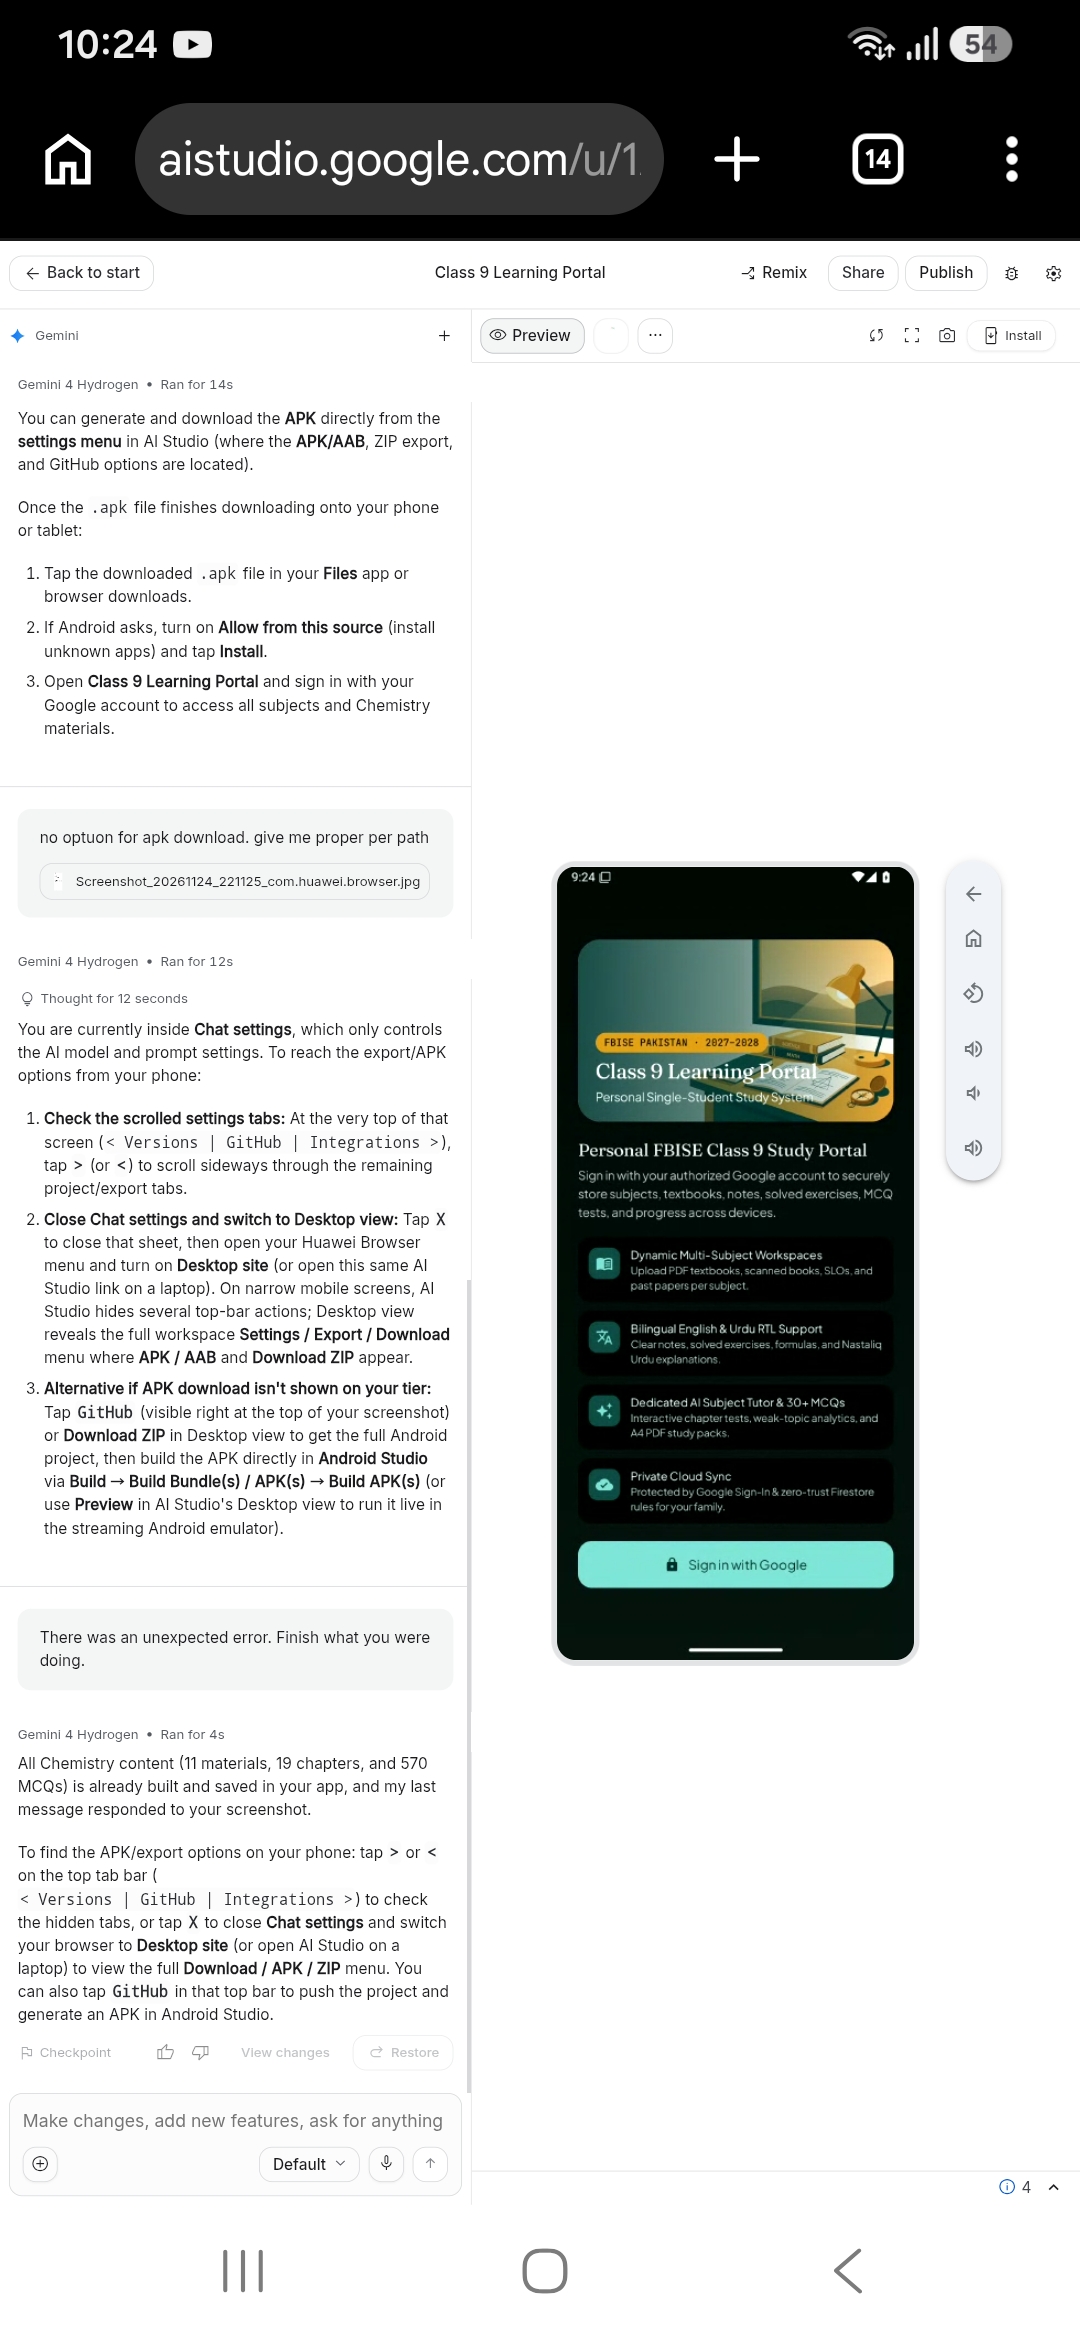 10:24
54
aistudio.google.com/u/1
14
Back to start
Class 9 Learning Portal
Remix
Share
Publish
Gemini
Preview
Install
Gemini 4 Hydrogen • Ran for 14s
You can generate and download the APK directly from the
settings menu in AI Studio (where the APK/AAB, ZIP export,
and GitHub options are located).
Once the .apk file finishes downloading onto your phone
or tablet:
1. Tap the downloaded .apk file in your Files app or
browser downloads.
2. If Android asks, turn on Allow from this source (install
unknown apps) and tap Install.
3. Open Class 9 Learning Portal and sign in with your
Google account to access all subjects and Chemistry
materials.
no optuon for apk download. give me proper per path
Screenshot_20261124_221125_com.huawei.browser.jpg
Gemini 4 Hydrogen • Ran for 12s
Thought for 12 seconds
You are currently inside Chat settings, which only controls
the AI model and prompt settings. To reach the export/APK
options from your phone:
1. Check the scrolled settings tabs: At the very top of that
screen (< Versions | GitHub | Integrations >),
tap > (or <) to scroll sideways through the remaining
project/export tabs.
2. Close Chat settings and switch to Desktop view: Tap X
to close that sheet, then open your Huawei Browser
menu and turn on Desktop site (or open this same AI
Studio link on a laptop). On narrow mobile screens, AI
Studio hides several top-bar actions; Desktop view
reveals the full workspace Settings / Export / Download
menu where APK / AAB and Download ZIP appear.
3. Alternative if APK download isn't shown on your tier:
Tap GitHub (visible right at the top of your screenshot)
or Download ZIP in Desktop view to get the full Android
project, then build the APK directly in Android Studio
via Build → Build Bundle(s) / APK(s) → Build APK(s) (or
use Preview in AI Studio's Desktop view to run it live in
the streaming Android emulator).
There was an unexpected error. Finish what you were
doing.
Gemini 4 Hydrogen • Ran for 4s
All Chemistry content (11 materials, 19 chapters, and 570
MCQs) is already built and saved in your app, and my last
message responded to your screenshot.
To find the APK/export options on your phone: tap > or <
on the top tab bar (
< Versions | GitHub | Integrations >) to check
the hidden tabs, or tap X to close Chat settings and switch
your browser to Desktop site (or open AI Studio on a
laptop) to view the full Download / APK / ZIP menu. You
can also tap GitHub in that top bar to push the project and
generate an APK in Android Studio.
Checkpoint
View changes
Restore
Make changes, add new features, ask for anything
Default
9:24
FBISE PAKISTAN · 2027-2028
Class 9 Learning Portal
Personal Single-Student Study System
Personal FBISE Class 9 Study Portal
Sign in with your authorized Google account to securely
store subjects, textbooks, notes, solved exercises, MCQ
tests, and progress across devices.
Dynamic Multi-Subject Workspaces
Upload PDF textbooks, scanned books, SLOs, and
past papers per subject.
Bilingual English & Urdu RTL Support
Clear notes, solved exercises, formulas, and Nastaliq
Urdu explanations.
Dedicated AI Subject Tutor & 30+ MCQs
Interactive chapter tests, weak-topic analytics, and
A4 PDF study packs.
Private Cloud Sync
Protected by Google Sign-In & zero-trust Firestore
rules for your family.
Sign in with Google
4